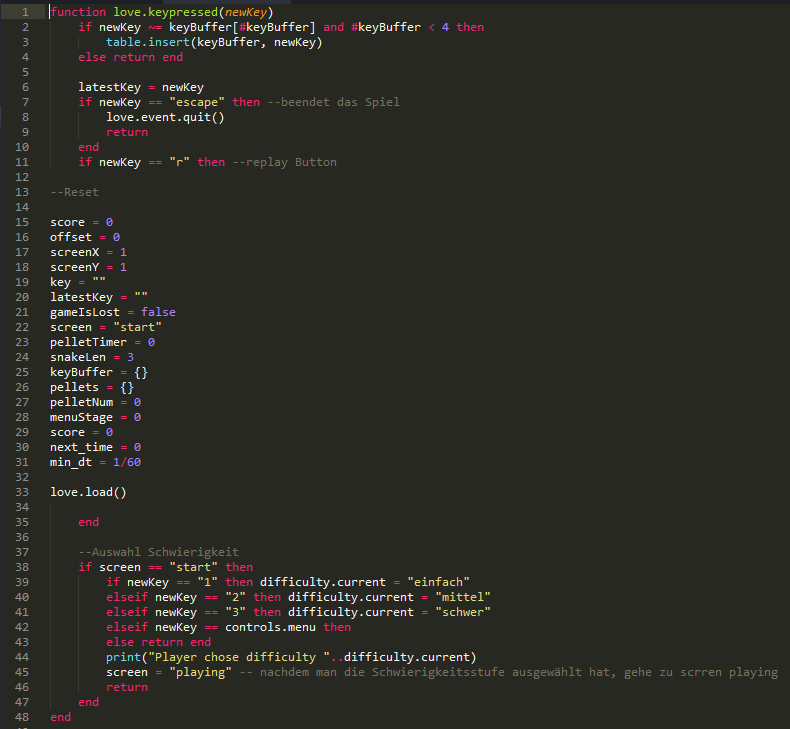 1 function love.keypressed(newKey)
2 if newKey ~= keyBuffer[#keyBuffer] and #keyBuffer < 4 then
3 table.insert(keyBuffer, newKey)
4 else return end
5
6 latestKey = newKey
7 if newKey == "escape" then --beendet das Spiel
8 love.event.quit()
9 return
10 end
11 if newKey == "r" then --replay Button
12
13 --Reset
14
15 score = 0
16 offset = 0
17 screenX = 1
18 screenY = 1
19 key = ""
20 latestKey = ""
21 gameIsLost = false
22 screen = "start"
23 pelletTimer = 0
24 snakeLen = 3
25 keyBuffer = {}
26 pellets = {}
27 pelletNum = 0
28 menuStage = 0
29 score = 0
30 next_time = 0
31 min_dt = 1/60
32
33 love.load()
34
35 end
36
37 --Auswahl Schwierigkeit
38 if screen == "start" then
39 if newKey == "1" then difficulty.current = "einfach"
40 elseif newKey == "2" then difficulty.current = "mittel"
41 elseif newKey == "3" then difficulty.current = "schwer"
42 elseif newKey == controls.menu then
43 else return end
44 print("Player chose difficulty "..difficulty.current)
45 screen = "playing" -- nachdem man die Schwierigkeitsstufe ausgewählt hat, gehe zu scrren playing
46 return
47 end
48 end